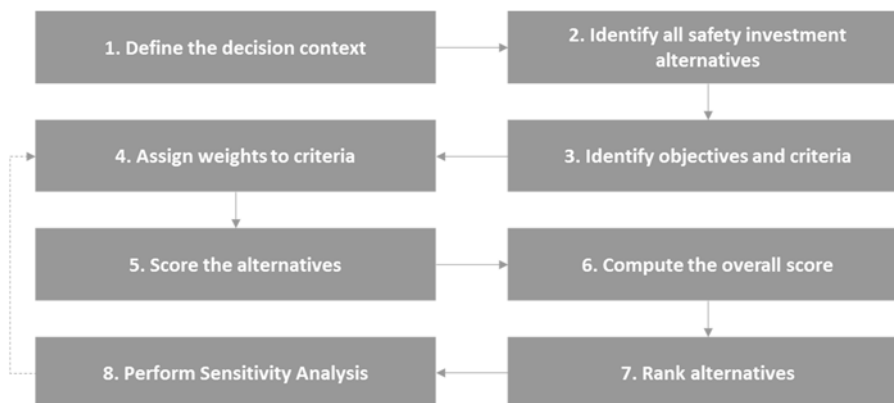 1. Define the decision context
2. Identify all safety investment
alternatives
3. Identify objectives and criteria
4. Assign weights to criteria
5. Score the alternatives
6. Compute the overall score
7. Rank alternatives
8. Perform Sensitivity Analysis